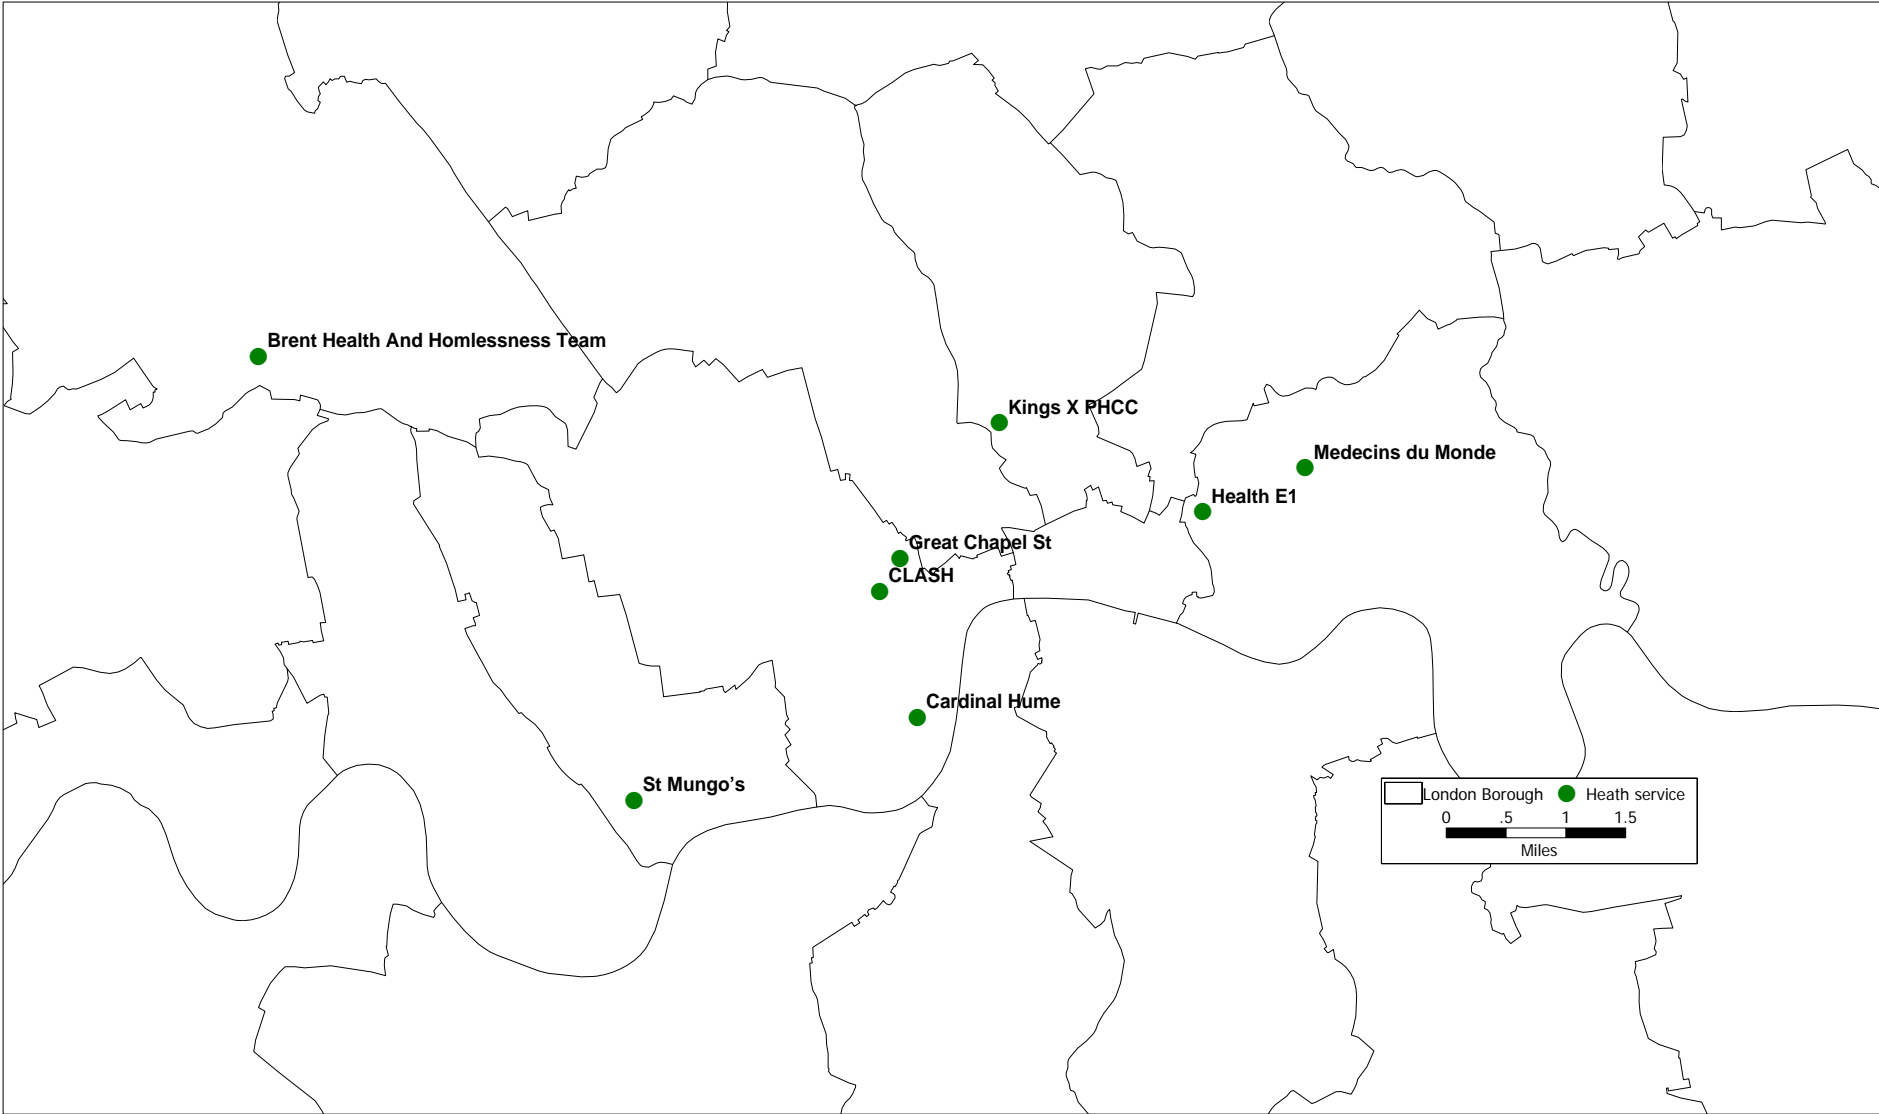 Brent Health And Homlessness Team
Kings X PHCC
Medecins du Monde
Health E1
Great Chapel St
CLASH
Cardinal Hume
St Mungo's
London Borough Heath service
0 .5 1 1.5
Miles